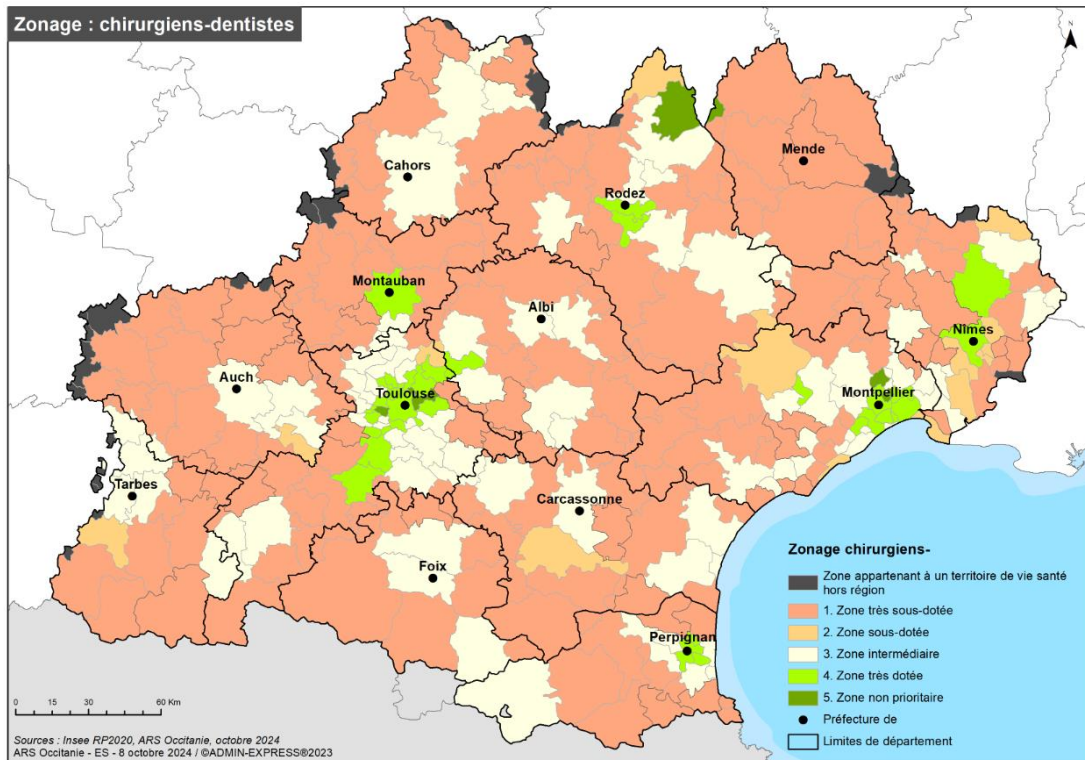 Zonage : chirurgiens-dentistes
N
Mende
Cahors
Rodez
Montauban
Albi
Nîmes
Auch
Toulouse
Montpellier
Tarbes
Carcassonne
Foix
Perpignan
Zonage chirurgiens-
Zone appartenant à un territoire de vie santé
hors région
1. Zone très sous-dotée
2. Zone sous-dotée
3. Zone intermédiaire
4. Zone très dotée
5. Zone non prioritaire
Préfecture de
Limites de département
0 15 30 60 Km
Sources : Insee RP2020, ARS Occitanie, octobre 2024
ARS Occitanie - ES - 8 octobre 2024 / ©ADMIN-EXPRESS®2023